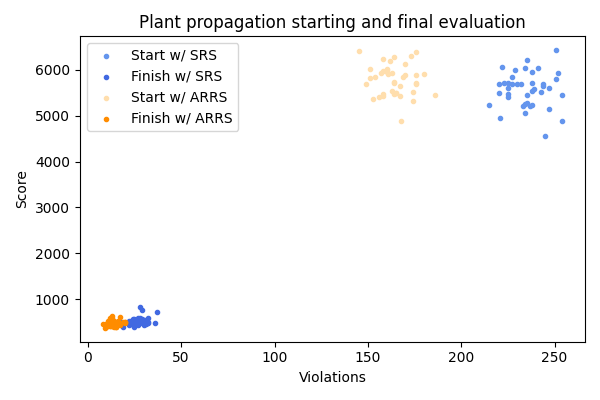 Plant propagation starting and final evaluation
Start w/ SRS
Finish w/ SRS
Start w/ ARRS
Finish w/ ARRS
Score
6000
5000
4000
3000
2000
1000
0 50 100 150 200 250
Violations